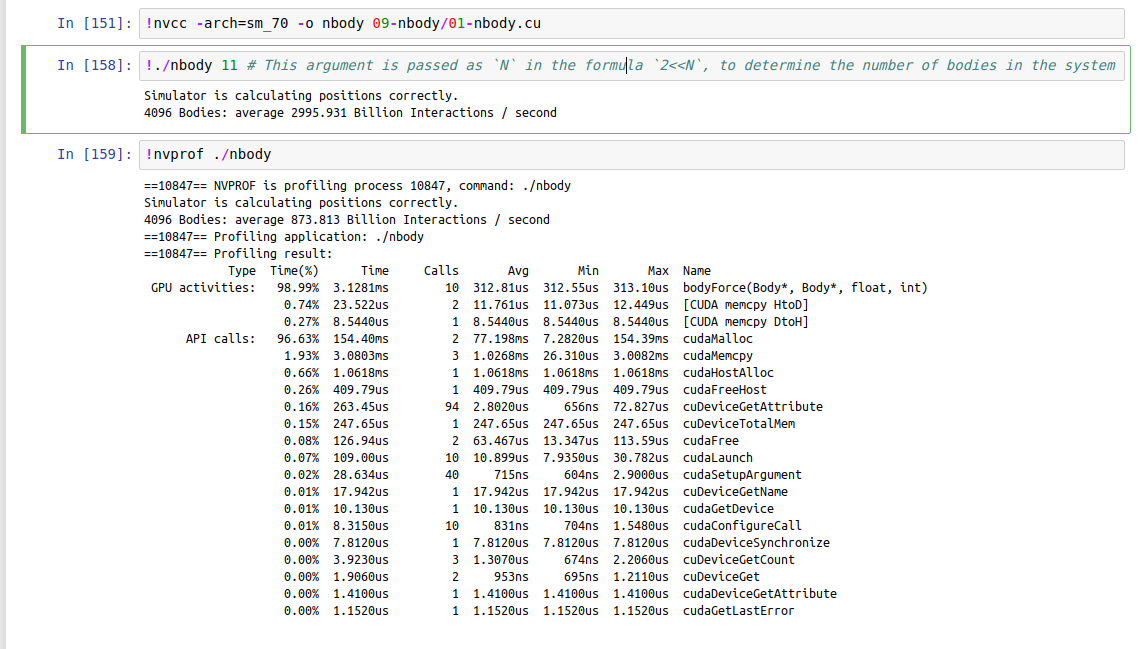 In [151]: !nvcc -arch=sm_70 -o nbody 09-nbody/01-nbody.cu
In [158]: !./nbody 11 # This argument is passed as `N` in the formula `2<<N`, to determine the number of bodies in the system
Simulator is calculating positions correctly.
4096 Bodies: average 2995.931 Billion Interactions / second
In [159]: !nvprof ./nbody
==10847== NVPROF is profiling process 10847, command: ./nbody
Simulator is calculating positions correctly.
4096 Bodies: average 873.813 Billion Interactions / second
==10847== Profiling application: ./nbody
==10847== Profiling result:
Type Time(%) Time Calls Avg Min Max Name
GPU activities: 98.99% 3.1281ms 10 312.81us 312.55us 313.10us bodyForce(Body*, Body*, float, int)
0.74% 23.522us 2 11.761us 11.073us 12.449us [CUDA memcpy HtoD]
0.27% 8.5440us 1 8.5440us 8.5440us 8.5440us [CUDA memcpy DtoH]
API calls: 96.63% 154.40ms 2 77.198ms 7.2820us 154.39ms cudaMalloc
1.93% 3.0803ms 3 1.0268ms 26.310us 3.0082ms cudaMemcpy
0.66% 1.0618ms 1 1.0618ms 1.0618ms 1.0618ms cudaHostAlloc
0.26% 409.79us 1 409.79us 409.79us 409.79us cudaFreeHost
0.16% 263.45us 94 2.8020us 656ns 72.827us cuDeviceGetAttribute
0.15% 247.65us 1 247.65us 247.65us 247.65us cuDeviceTotalMem
0.08% 126.94us 2 63.467us 13.347us 113.59us cudaFree
0.07% 109.00us 10 10.899us 7.9350us 30.782us cudaLaunch
0.02% 28.634us 40 715ns 604ns 2.9000us cudaSetupArgument
0.01% 17.942us 1 17.942us 17.942us 17.942us cuDeviceGetName
0.01% 10.130us 1 10.130us 10.130us 10.130us cudaGetDevice
0.01% 8.3150us 10 831ns 704ns 1.5480us cudaConfigureCall
0.00% 7.8120us 1 7.8120us 7.8120us 7.8120us cudaDeviceSynchronize
0.00% 3.9230us 3 1.3070us 674ns 2.2060us cuDeviceGetCount
0.00% 1.9060us 2 953ns 695ns 1.2110us cuDeviceGet
0.00% 1.4100us 1 1.4100us 1.4100us 1.4100us cudaDeviceGetAttribute
0.00% 1.1520us 1 1.1520us 1.1520us 1.1520us cudaGetLastError